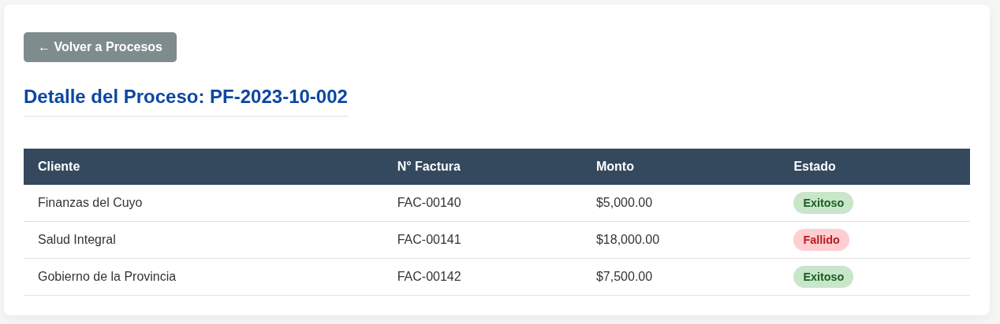 ← Volver a Procesos
Detalle del Proceso: PF-2023-10-002
Cliente N° Factura Monto Estado
Finanzas del Cuyo FAC-00140 $5,000.00 Exitoso
Salud Integral FAC-00141 $18,000.00 Fallido
Gobierno de la Provincia FAC-00142 $7,500.00 Exitoso